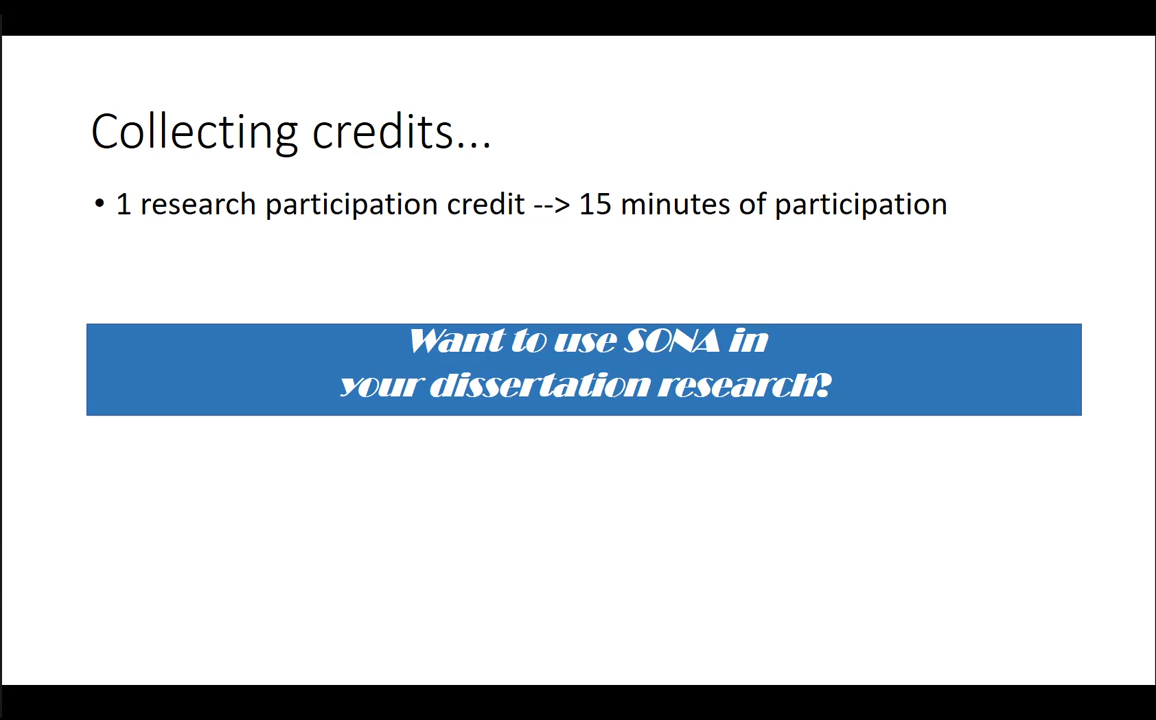 Collecting credits...
• 1 research participation credit --> 15 minutes of participation
Want to use SONA in
your dissertation research?